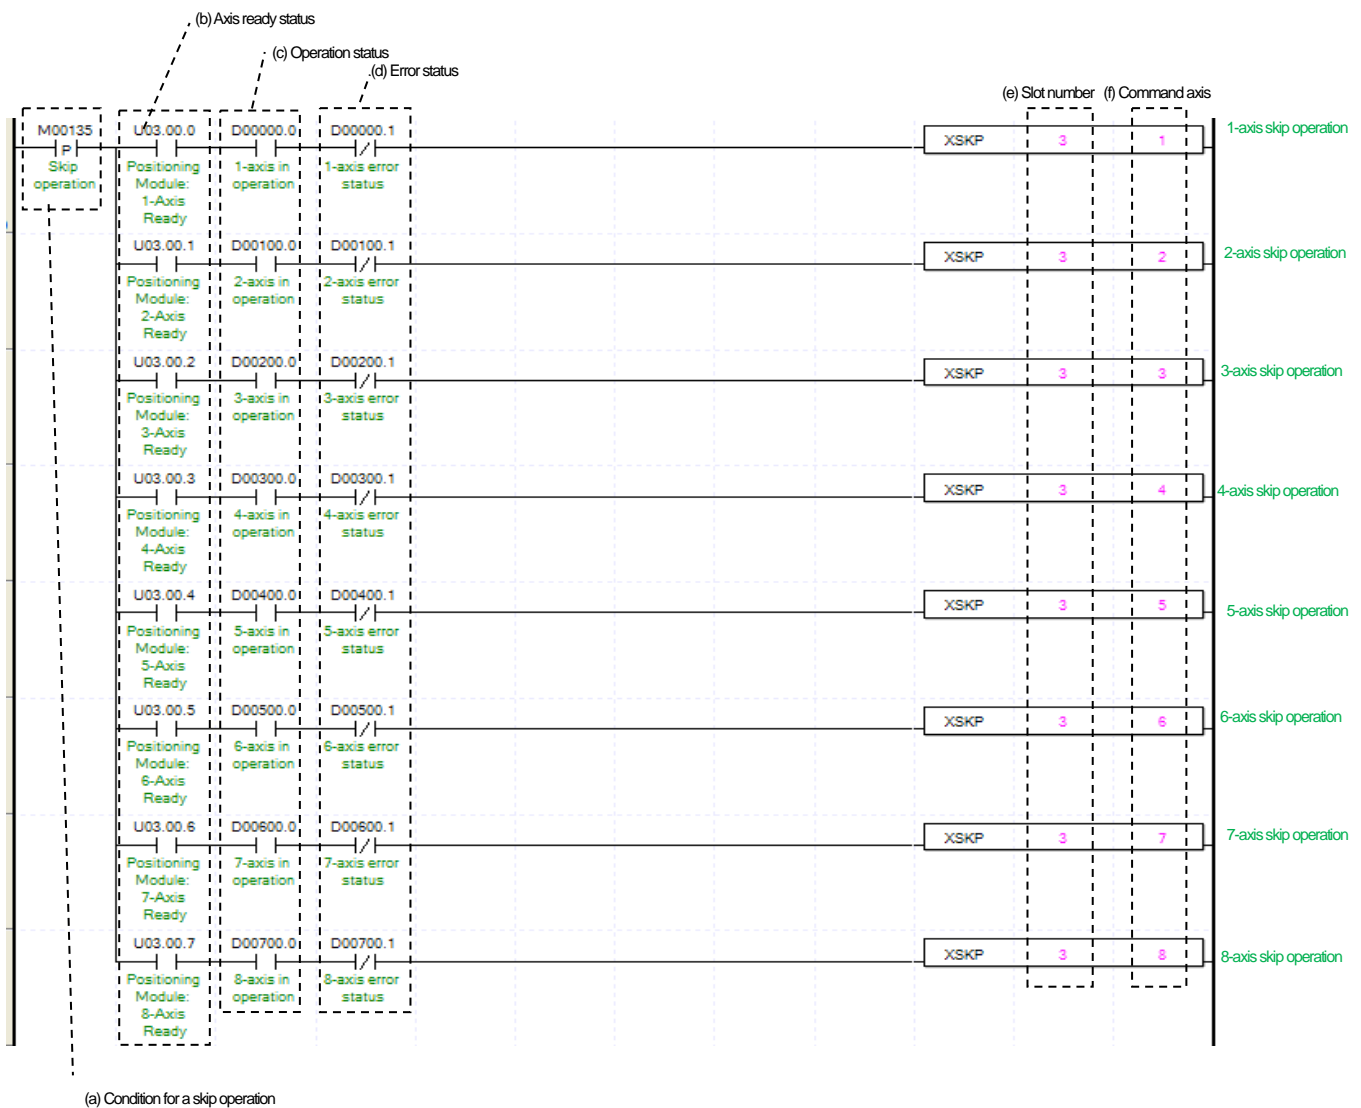 (b) Axis ready status
(c) Operation status
(d) Error status
(e) Slot number (f) Command axis
M00135 U03.00.0 D00000.0 D00000.1 1-axis skip operation
P XSKP 3 1
Skip Positioning 1-axis in 1-axis error
operation Module: operation status
1-Axis
Ready
U03.00.1 D00100.0 D00100.1 2-axis skip operation
XSKP 3 2
Positioning 2-axis in 2-axis error
Module: operation status
2-Axis
Ready
U03.00.2 D00200.0 D00200.1 3-axis skip operation
XSKP 3 3
Positioning 3-axis in 3-axis error
Module: operation status
3-Axis
Ready
U03.00.3 D00300.0 D00300.1
XSKP 3 4 4-axis skip operation
Positioning 4-axis in 4-axis error
Module: operation status
4-Axis
Ready
U03.00.4 D00400.0 D00400.1
XSKP 3 5 5-axis skip operation
Positioning 5-axis in 5-axis error
Module: operation status
5-Axis
Ready
U03.00.5 D00500.0 D00500.1
XSKP 3 6 6-axis skip operation
Positioning 6-axis in 6-axis error
Module: operation status
6-Axis
Ready
U03.00.6 D00600.0 D00600.1
XSKP 3 7 7-axis skip operation
Positioning 7-axis in 7-axis error
Module: operation status
7-Axis
Ready
U03.00.7 D00700.0 D00700.1
XSKP 3 8 8-axis skip operation
Positioning 8-axis in 8-axis error
Module: operation status
8-Axis
Ready
(a) Condition for a skip operation